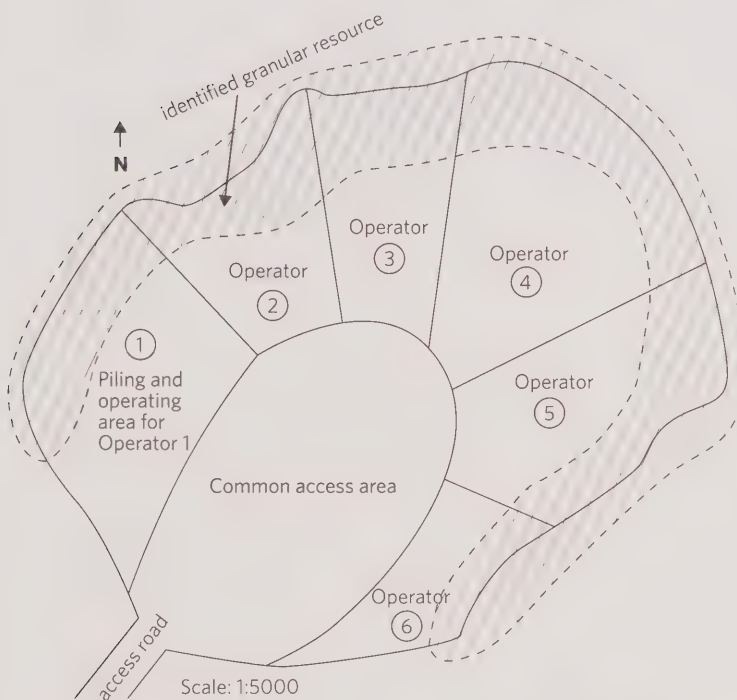 identified granular resource
N
Operator
3
Operator
2
Operator
4
1
Piling and
operating
area for
Operator 1
Operator
5
Common access area
Operator
6
access road
Scale: 1:5000